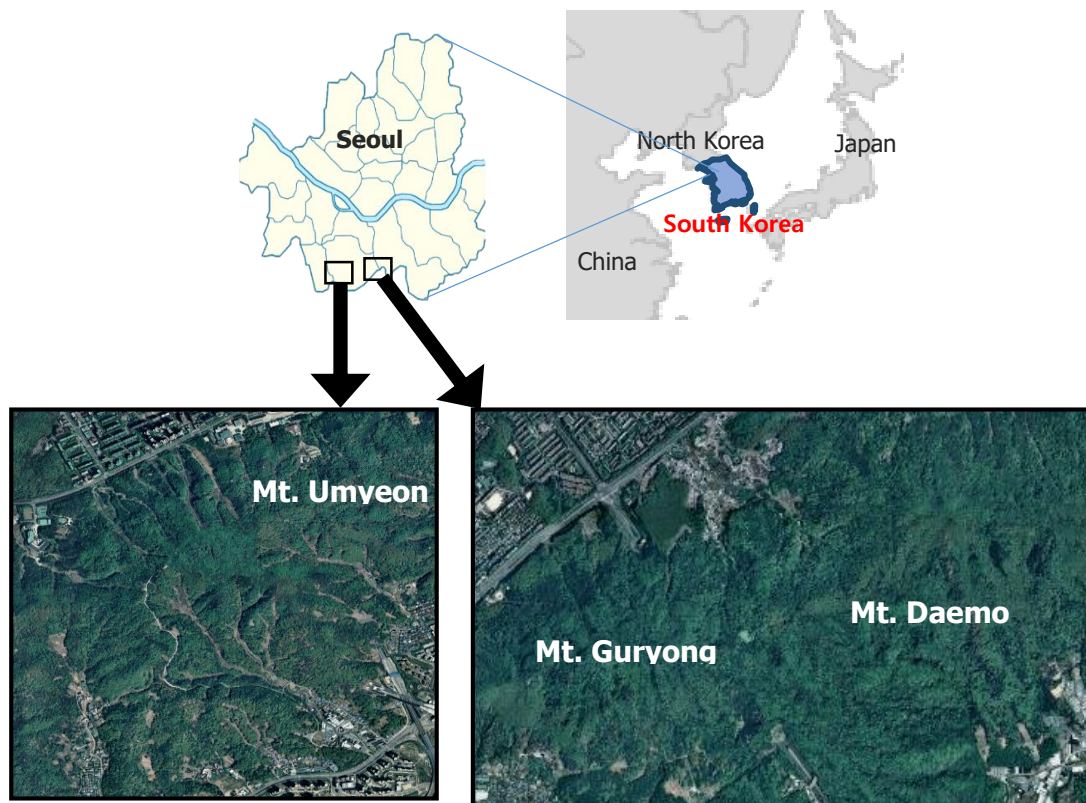 Seoul
North Korea
Japan
South Korea
China
Mt. Umyeon
Mt. Daemo
Mt. Guryong